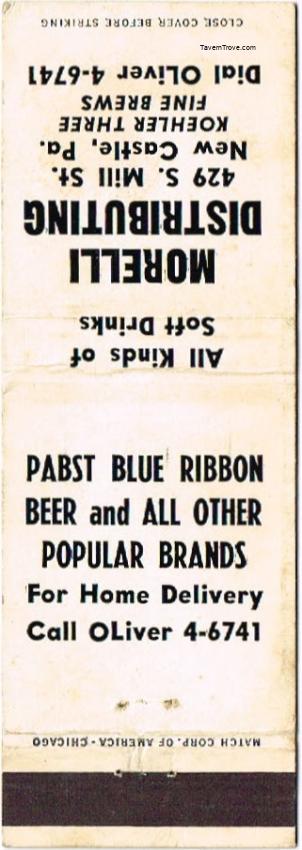 TavernTrove.com
All Kinds of
Soft Drinks
MORELLI
DISTRIBUTING
429 S. Mill St.
New Castle, Pa.
KOEHLER THREE
FINE BREWS
Dial OLiver 4-6741
CLOSE COVER BEFORE STRIKING
PABST BLUE RIBBON
BEER and ALL OTHER
POPULAR BRANDS
For Home Delivery
Call OLiver 4-6741
MATCH CORP. OF AMERICA - CHICAGO